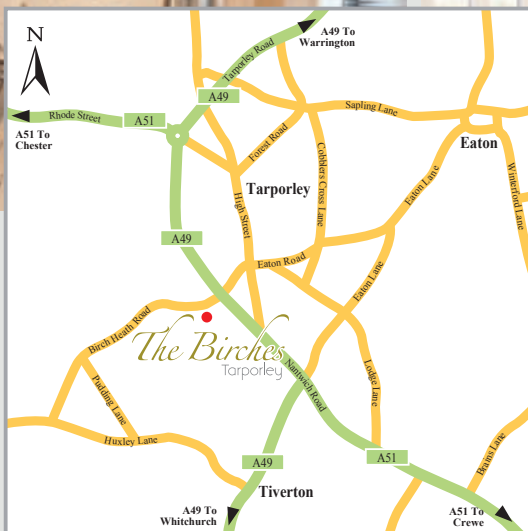 N
A49 To
Warrington
Tarporley Road
A49
Rhode Street
A51
A51 To
Chester
Sapling Lane
Forest Road
Cobblers Cross Lane
Eaton
Eaton Lane
Winterford Lane
Tarporley
High Street
A49
Eaton Road
Eaton Lane
Birch Heath Road
The Birches
Tarporley
Nantwich Road
Pudding Lane
Lodge Lane
Huxley Lane
A49
A51
Brains Lane
Tiverton
A49 To
Whitchurch
A51 To
Crewe